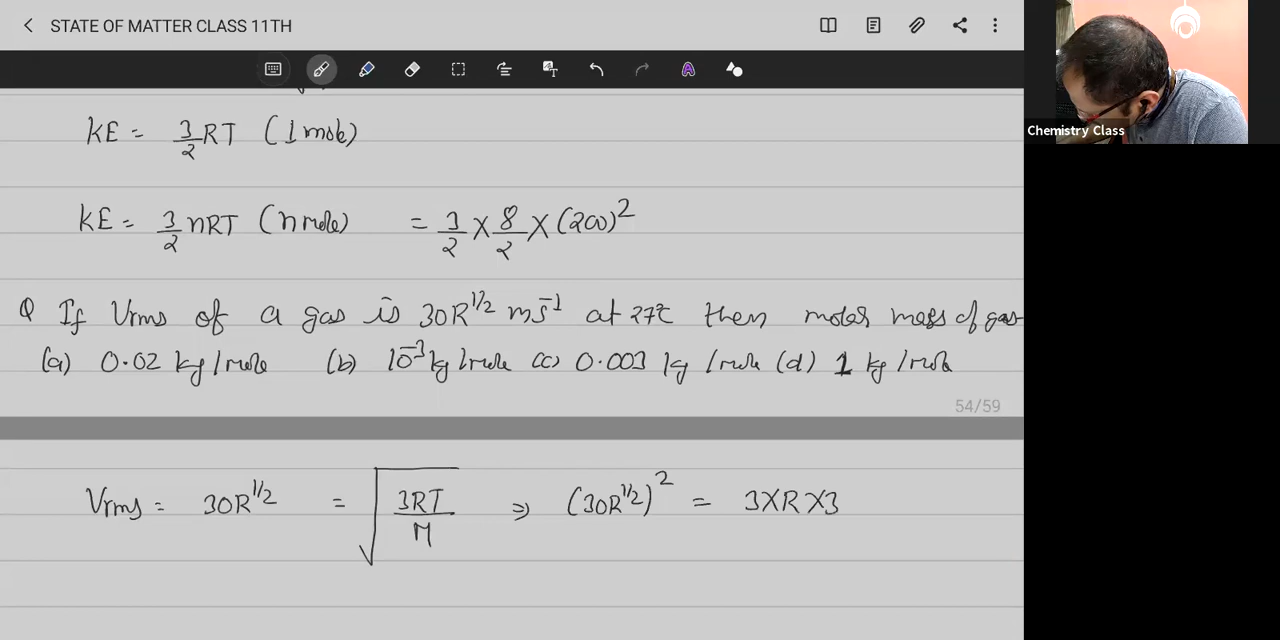 STATE OF MATTER CLASS 11TH
Chemistry Class
KE = 3/2 RT (1 mole)
KE = 3/2 nRT (n mole) = 3/2 X 8/2 X (200)²
Q If Vrms of a gas is 30R^1/2 ms⁻¹ at 27°C then molar mass of gas
(a) 0.02 kg/mole (b) 10⁻³ kg/mole (c) 0.003 kg/mole (d) 1 kg/mole
54/59
Vrms = 30R^1/2 = √(3RT/M) ⇒ (30R^1/2)² = 3XRX3